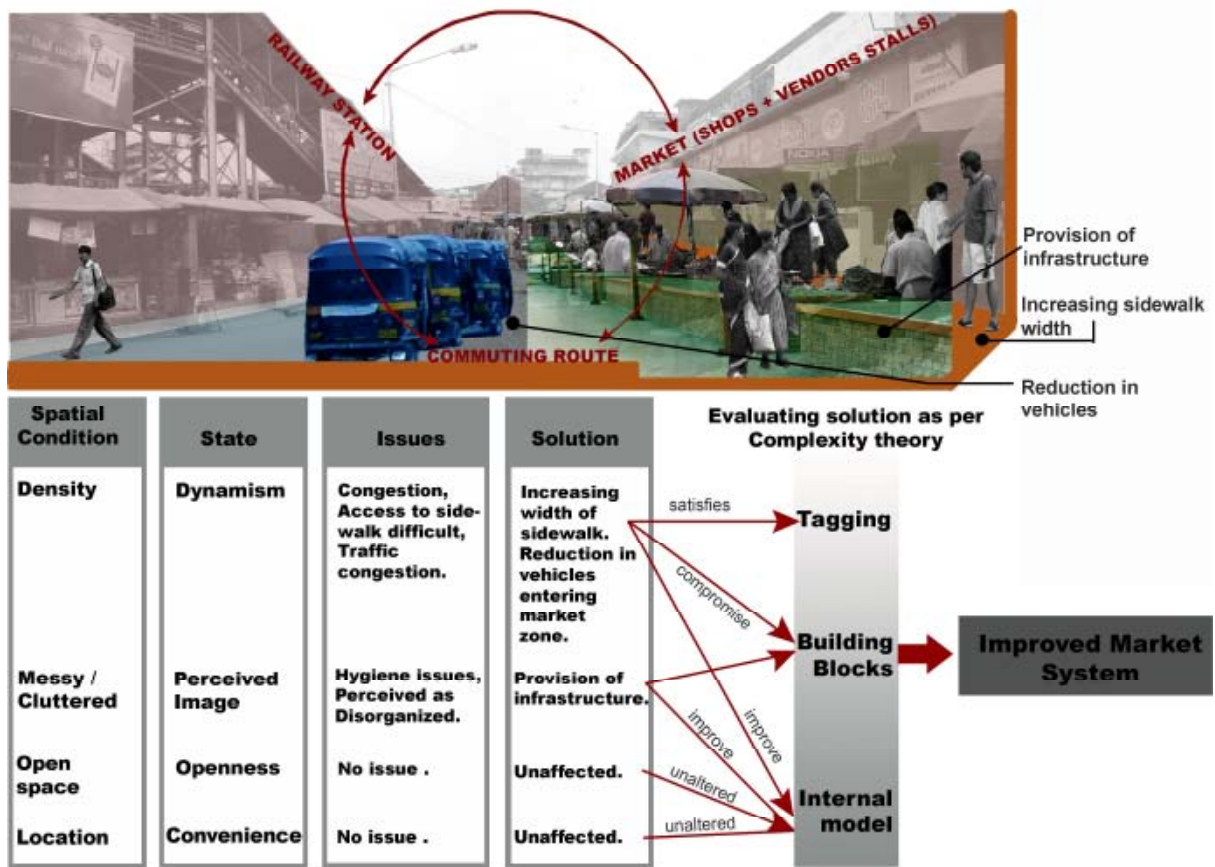 RAILWAY STATION
MARKET (SHOPS + VENDORS STALLS)
COMMUTING ROUTE
Provision of
infrastructure
Increasing sidewalk
width
Reduction in
vehicles
Spatial
Condition
State
Issues
Solution
Evaluating solution as per
Complexity theory
Density
Dynamism
Congestion,
Access to side-
walk difficult,
Traffic
congestion.
Increasing
width of
sidewalk.
Reduction in
vehicles
entering
market
zone.
satisfies
Tagging
compromise
Building
Blocks
Improved Market
System
Messy /
Cluttered
Perceived
Image
Hygiene issues,
Perceived as
Disorganized.
Provision of
infrastructure.
improve
improve
Open
space
Openness
No issue .
Unaffected.
unaltered
Internal
model
Location
Convenience
No issue .
Unaffected.
unaltered